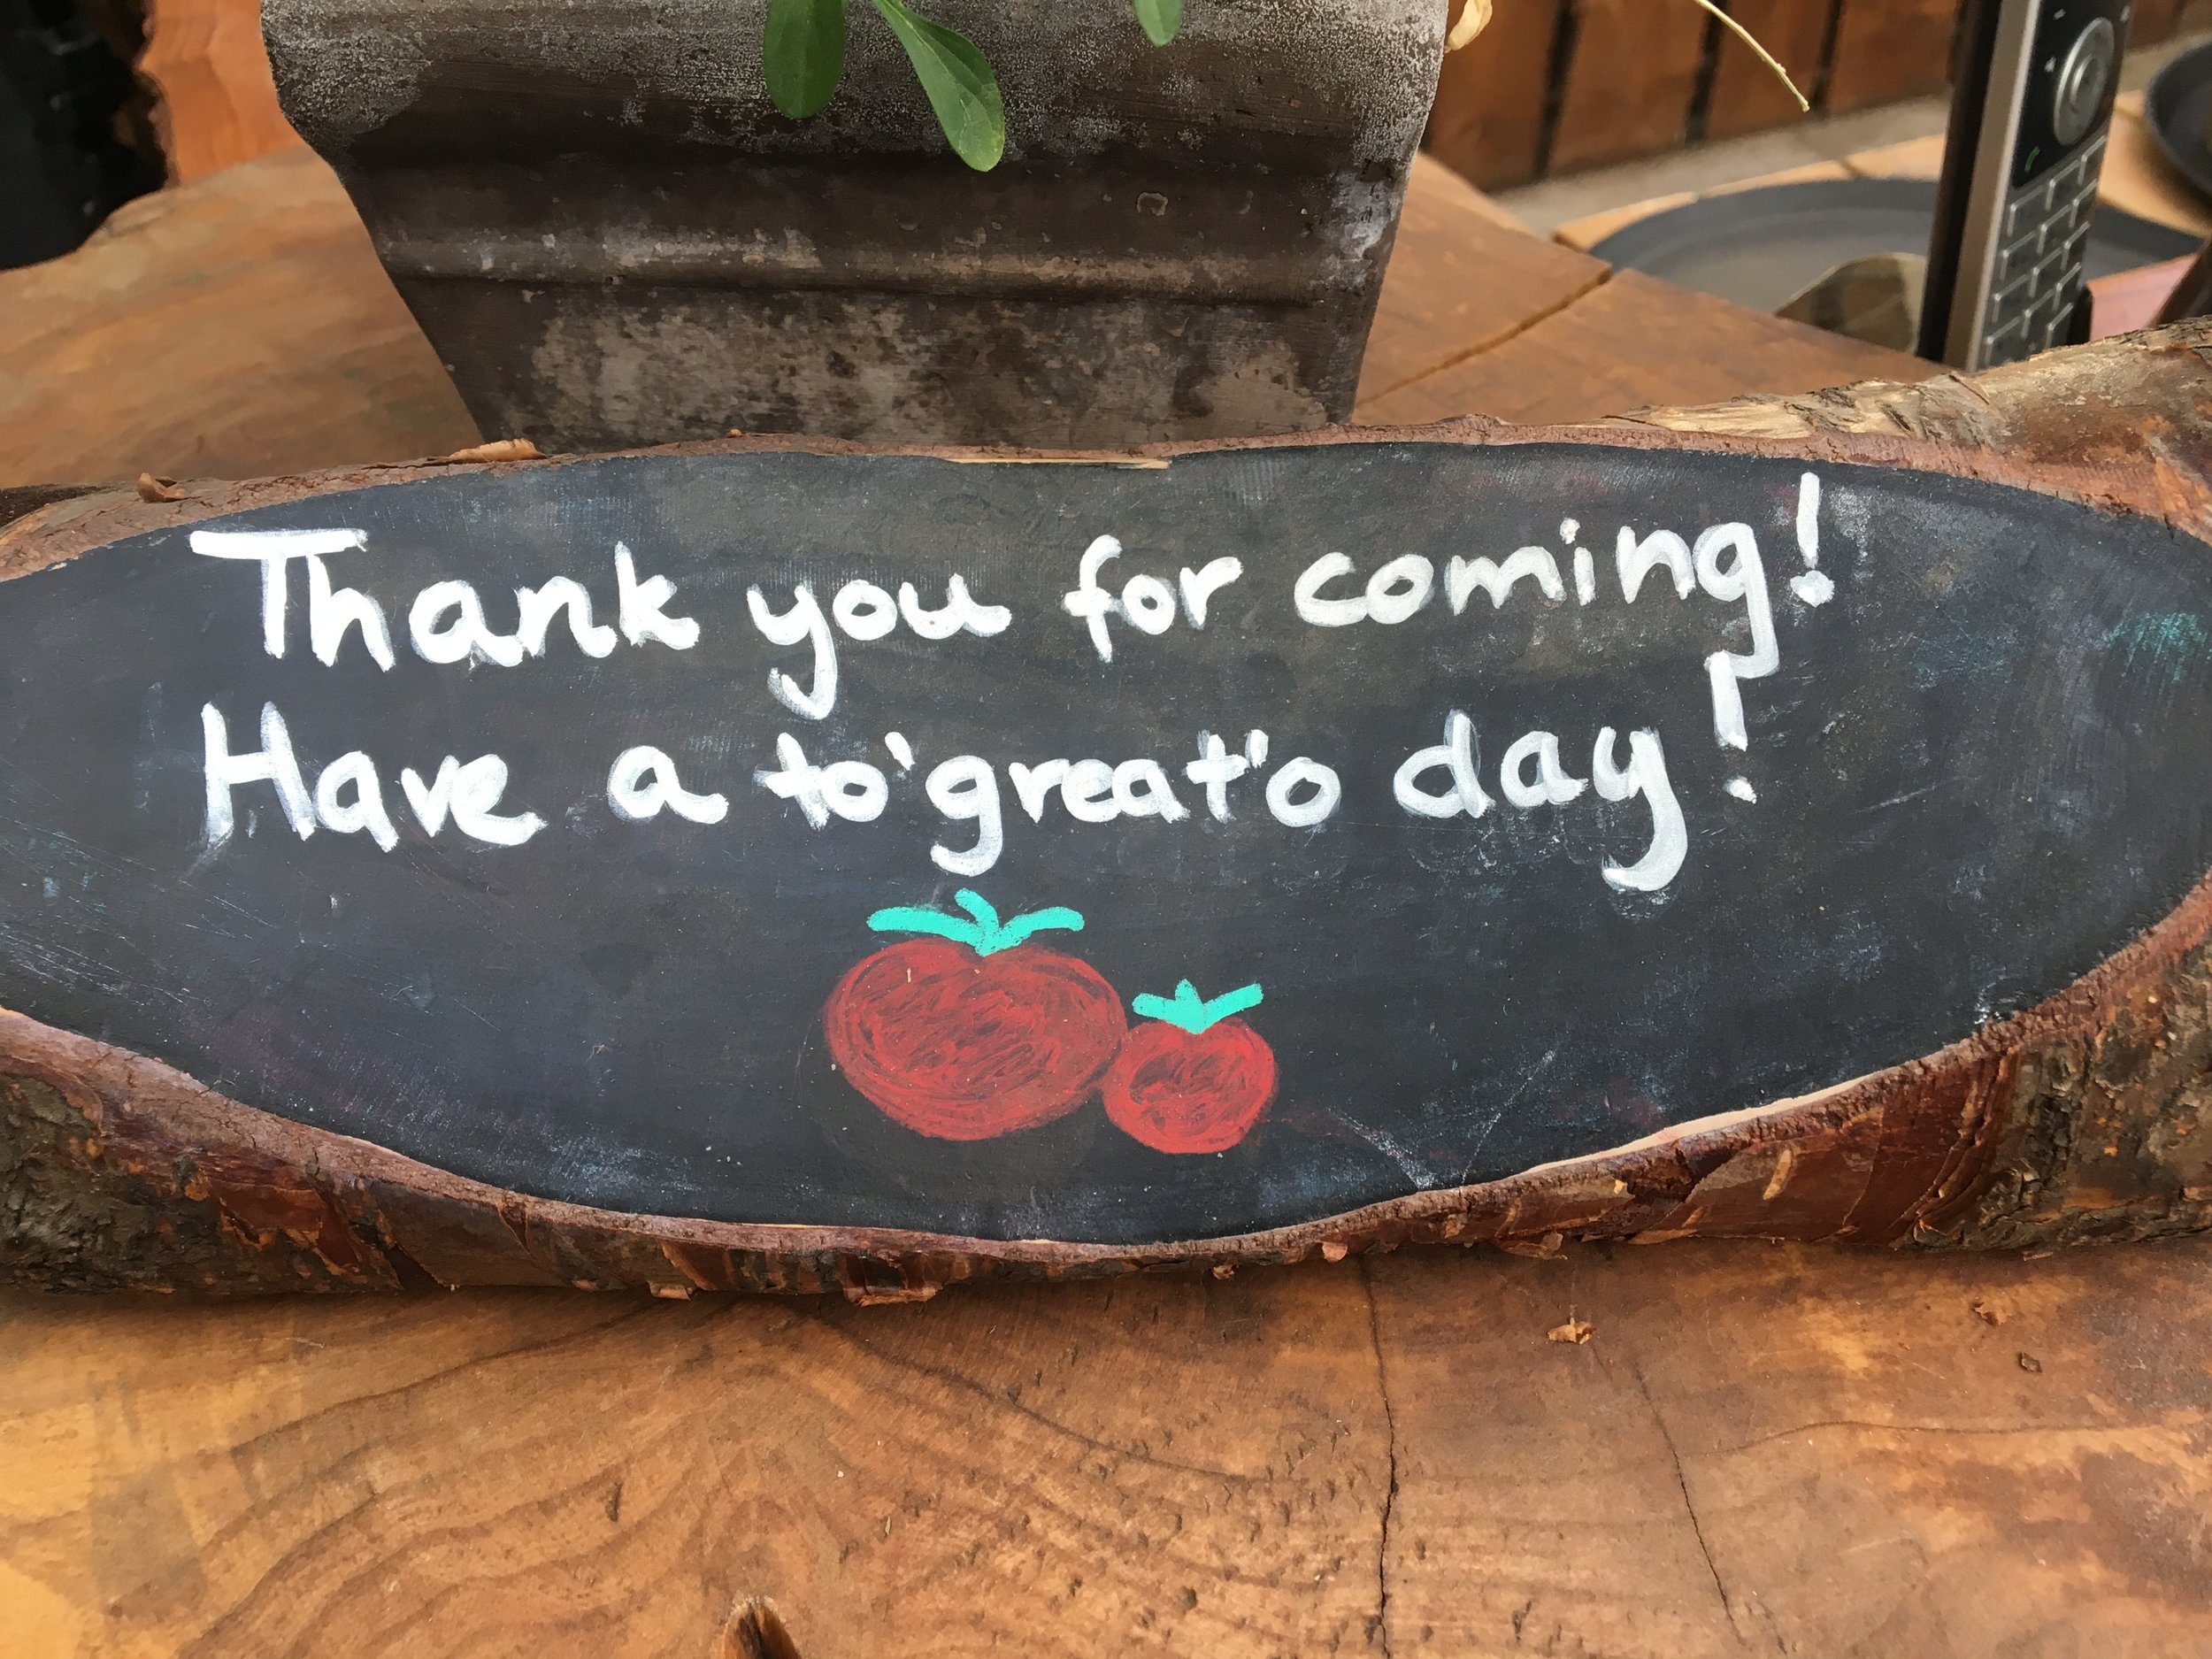 Thank you for coming!
Have a to'great'o day!